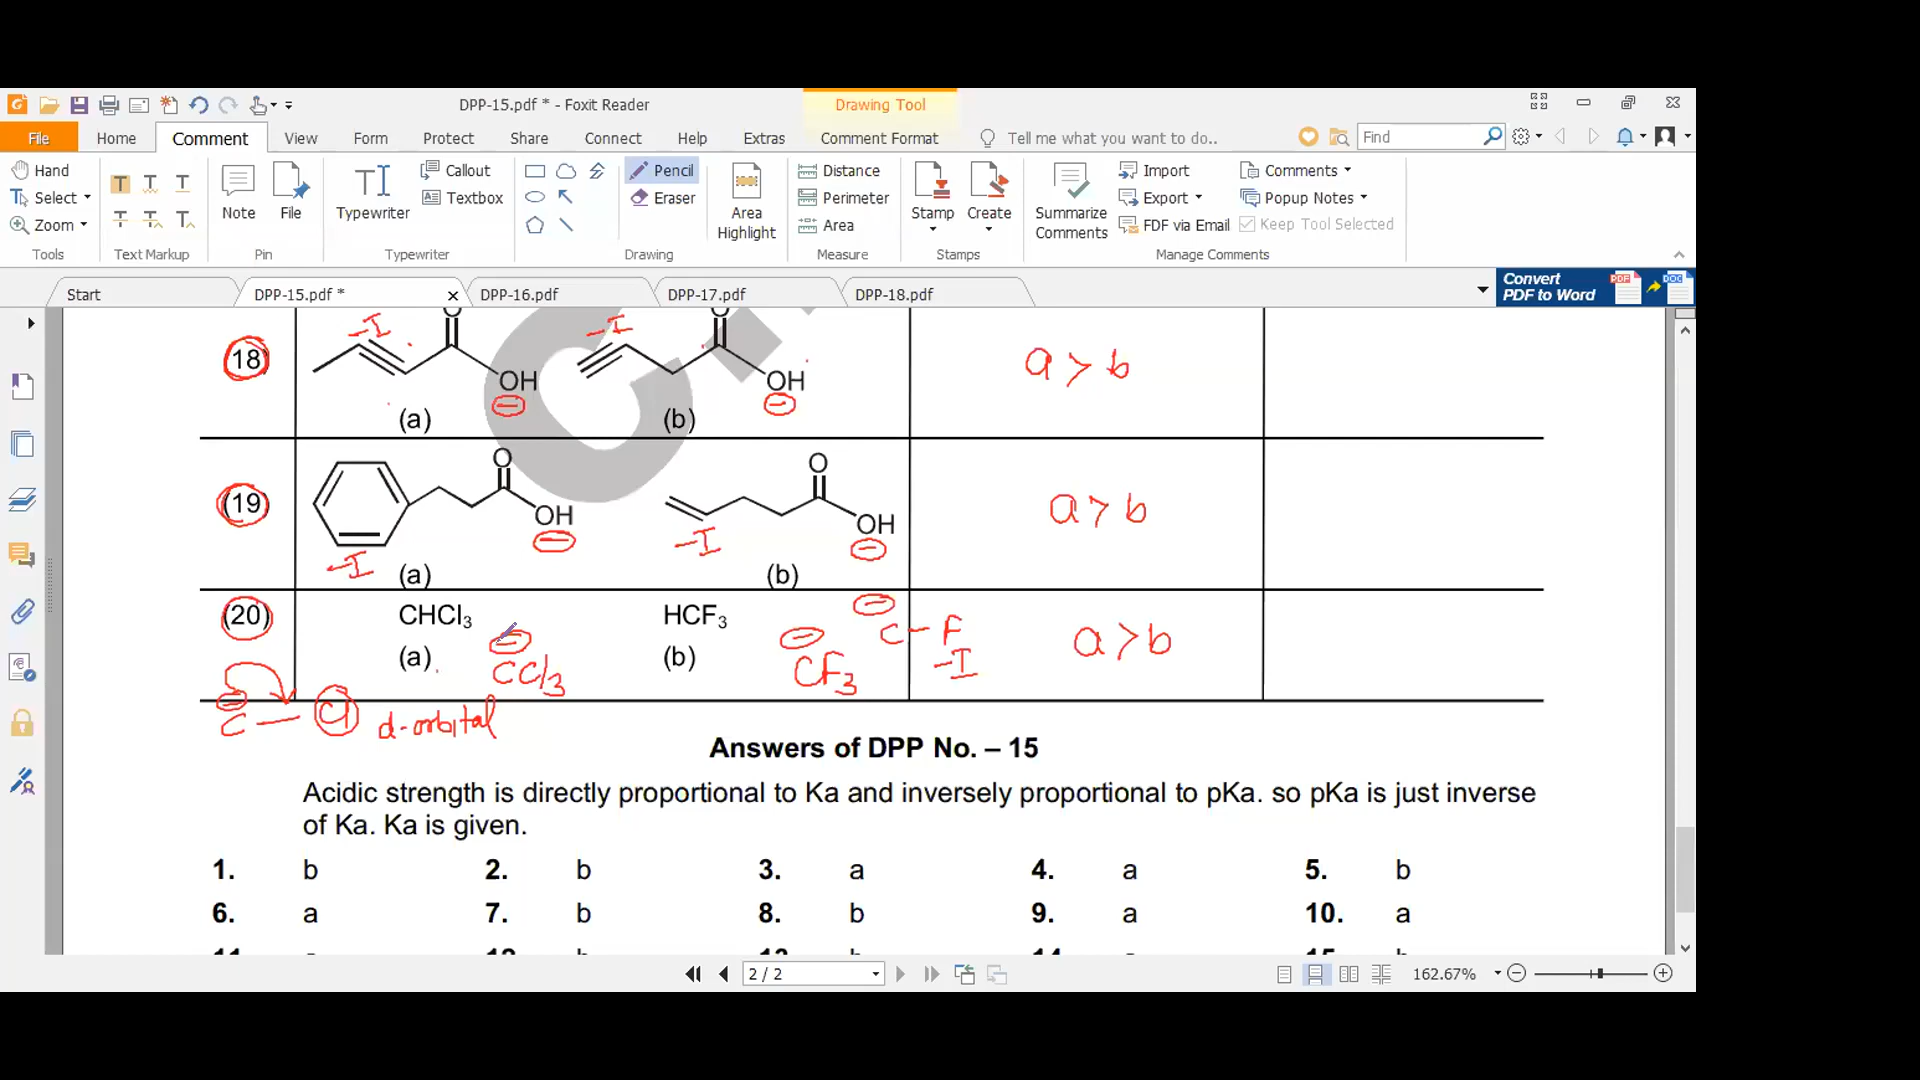 DPP-15.pdf * - Foxit Reader
Drawing Tool
File Home Comment View Form Protect Share Connect Help Extras Comment Format Tell me what you want to do.. Find
Hand
Select
Zoom
Tools
Text Markup
Note
File
Pin
Typewriter
Callout
Textbox
Typewriter
Pencil
Eraser
Drawing
Area
Highlight
Distance
Perimeter
Area
Measure
Stamp
Create
Stamps
Summarize
Comments
Import
Export
FDF via Email
Comments
Popup Notes
Keep Tool Selected
Manage Comments
Start
DPP-15.pdf *
DPP-16.pdf
DPP-17.pdf
DPP-18.pdf
Convert
PDF to Word
PDF
DOC
(18)
-I
OH
(a)
-I
OH
(b)
a > b
(19)
O
OH
-I
(a)
O
OH
-I
(b)
a > b
(20)
CHCl3
(a)
CCl3
HCF3
(b)
CF3
C - F
-I
a > b
C — Cl d-orbital
Answers of DPP No. – 15
Acidic strength is directly proportional to Ka and inversely proportional to pKa. so pKa is just inverse
of Ka. Ka is given.
1. b 2. b 3. a 4. a 5. b
6. a 7. b 8. b 9. a 10. a
2 / 2
162.67%